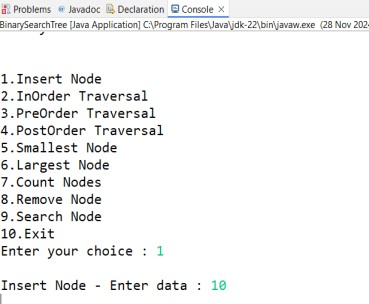 Problems @ Javadoc Declaration Console ×
BinarySearchTree [Java Application] C:\Program Files\Java\jdk-22\bin\javaw.exe (28 Nov 2024
1.Insert Node
2.InOrder Traversal
3.PreOrder Traversal
4.PostOrder Traversal
5.Smallest Node
6.Largest Node
7.Count Nodes
8.Remove Node
9.Search Node
10.Exit
Enter your choice : 1
Insert Node - Enter data : 10